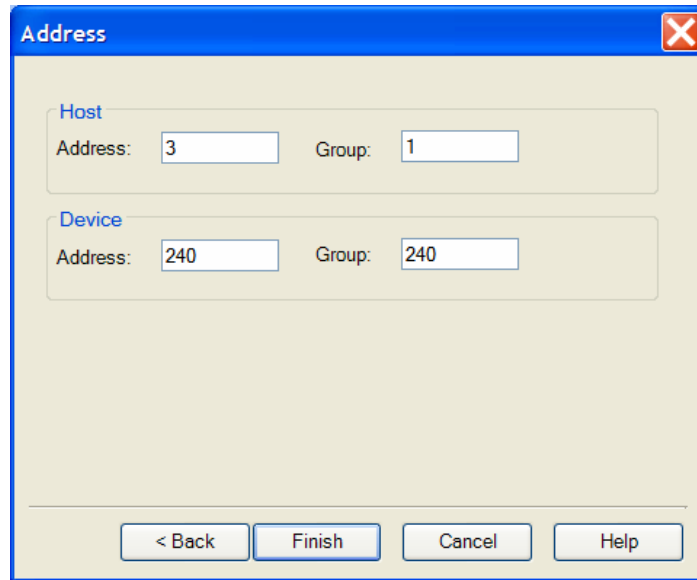 Address
Host
Address: 3 Group: 1
Device
Address: 240 Group: 240
< Back Finish Cancel Help